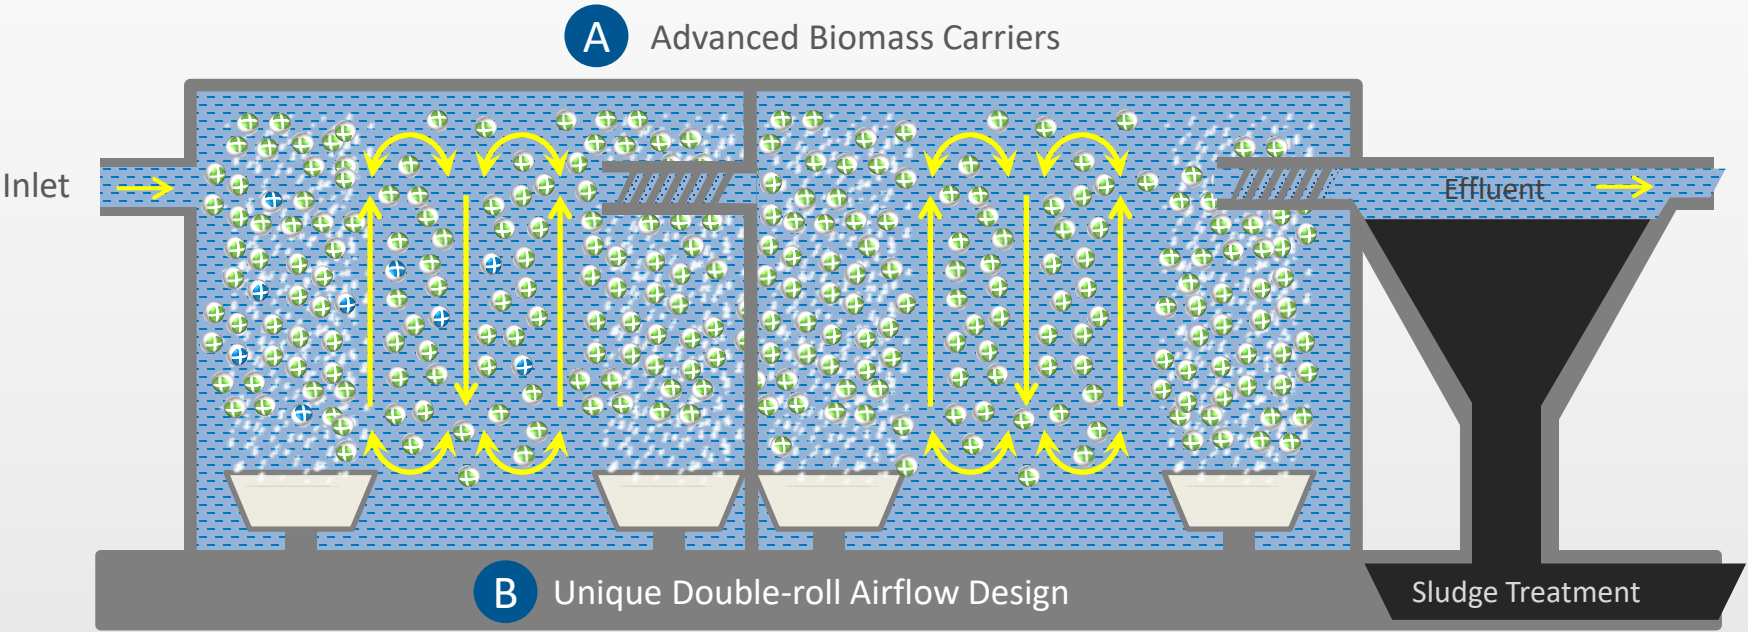 A Advanced Biomass Carriers
Inlet
Effluent
B Unique Double-roll Airflow Design
Sludge Treatment